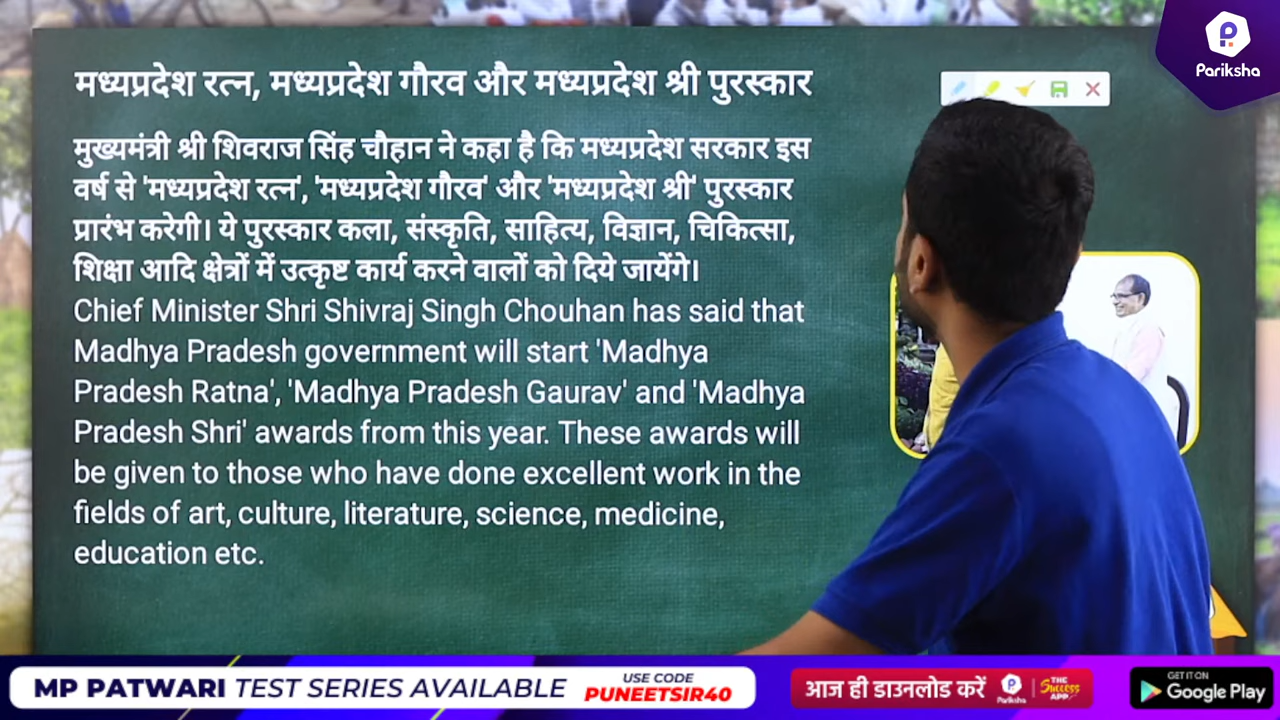 मध्यप्रदेश रत्न, मध्यप्रदेश गौरव और मध्यप्रदेश श्री पुरस्कार
Pariksha
मुख्यमंत्री श्री शिवराज सिंह चौहान ने कहा है कि मध्यप्रदेश सरकार इस
वर्ष से 'मध्यप्रदेश रत्न', 'मध्यप्रदेश गौरव' और 'मध्यप्रदेश श्री' पुरस्कार
प्रारंभ करेगी। ये पुरस्कार कला, संस्कृति, साहित्य, विज्ञान, चिकित्सा,
शिक्षा आदि क्षेत्रों में उत्कृष्ट कार्य करने वालों को दिये जायेंगे।
Chief Minister Shri Shivraj Singh Chouhan has said that
Madhya Pradesh government will start 'Madhya
Pradesh Ratna', 'Madhya Pradesh Gaurav' and 'Madhya
Pradesh Shri' awards from this year. These awards will
be given to those who have done excellent work in the
fields of art, culture, literature, science, medicine,
education etc.
MP PATWARI TEST SERIES AVAILABLE
USE CODE
PUNEETSIR40
आज ही डाउनलोड करें
Pariksha
THE Success APP
GET IT ON
Google Play